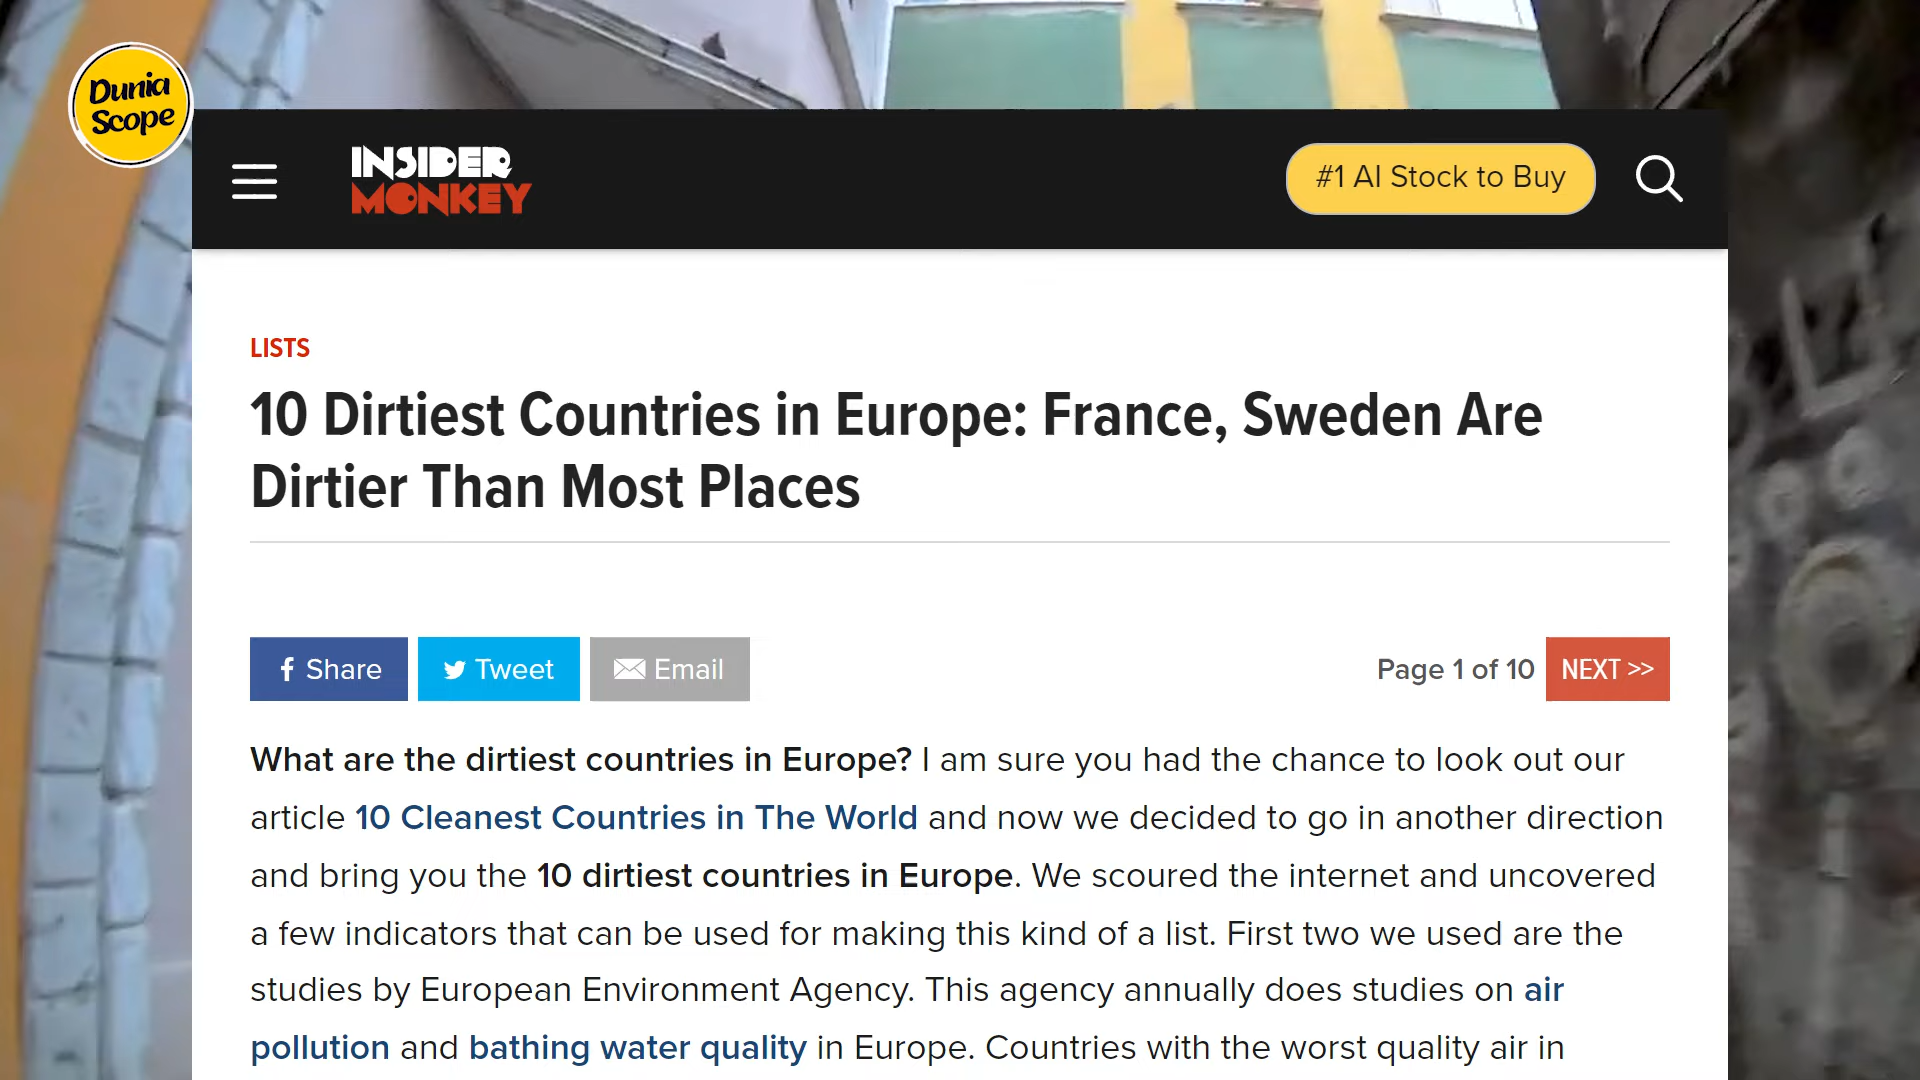 Dunia
Scope
INSIDER
MONKEY
#1 AI Stock to Buy
LISTS
10 Dirtiest Countries in Europe: France, Sweden Are
Dirtier Than Most Places
Share
Tweet
Email
Page 1 of 10
NEXT >>
What are the dirtiest countries in Europe? I am sure you had the chance to look out our
article 10 Cleanest Countries in The World and now we decided to go in another direction
and bring you the 10 dirtiest countries in Europe. We scoured the internet and uncovered
a few indicators that can be used for making this kind of a list. First two we used are the
studies by European Environment Agency. This agency annually does studies on air
pollution and bathing water quality in Europe. Countries with the worst quality air in